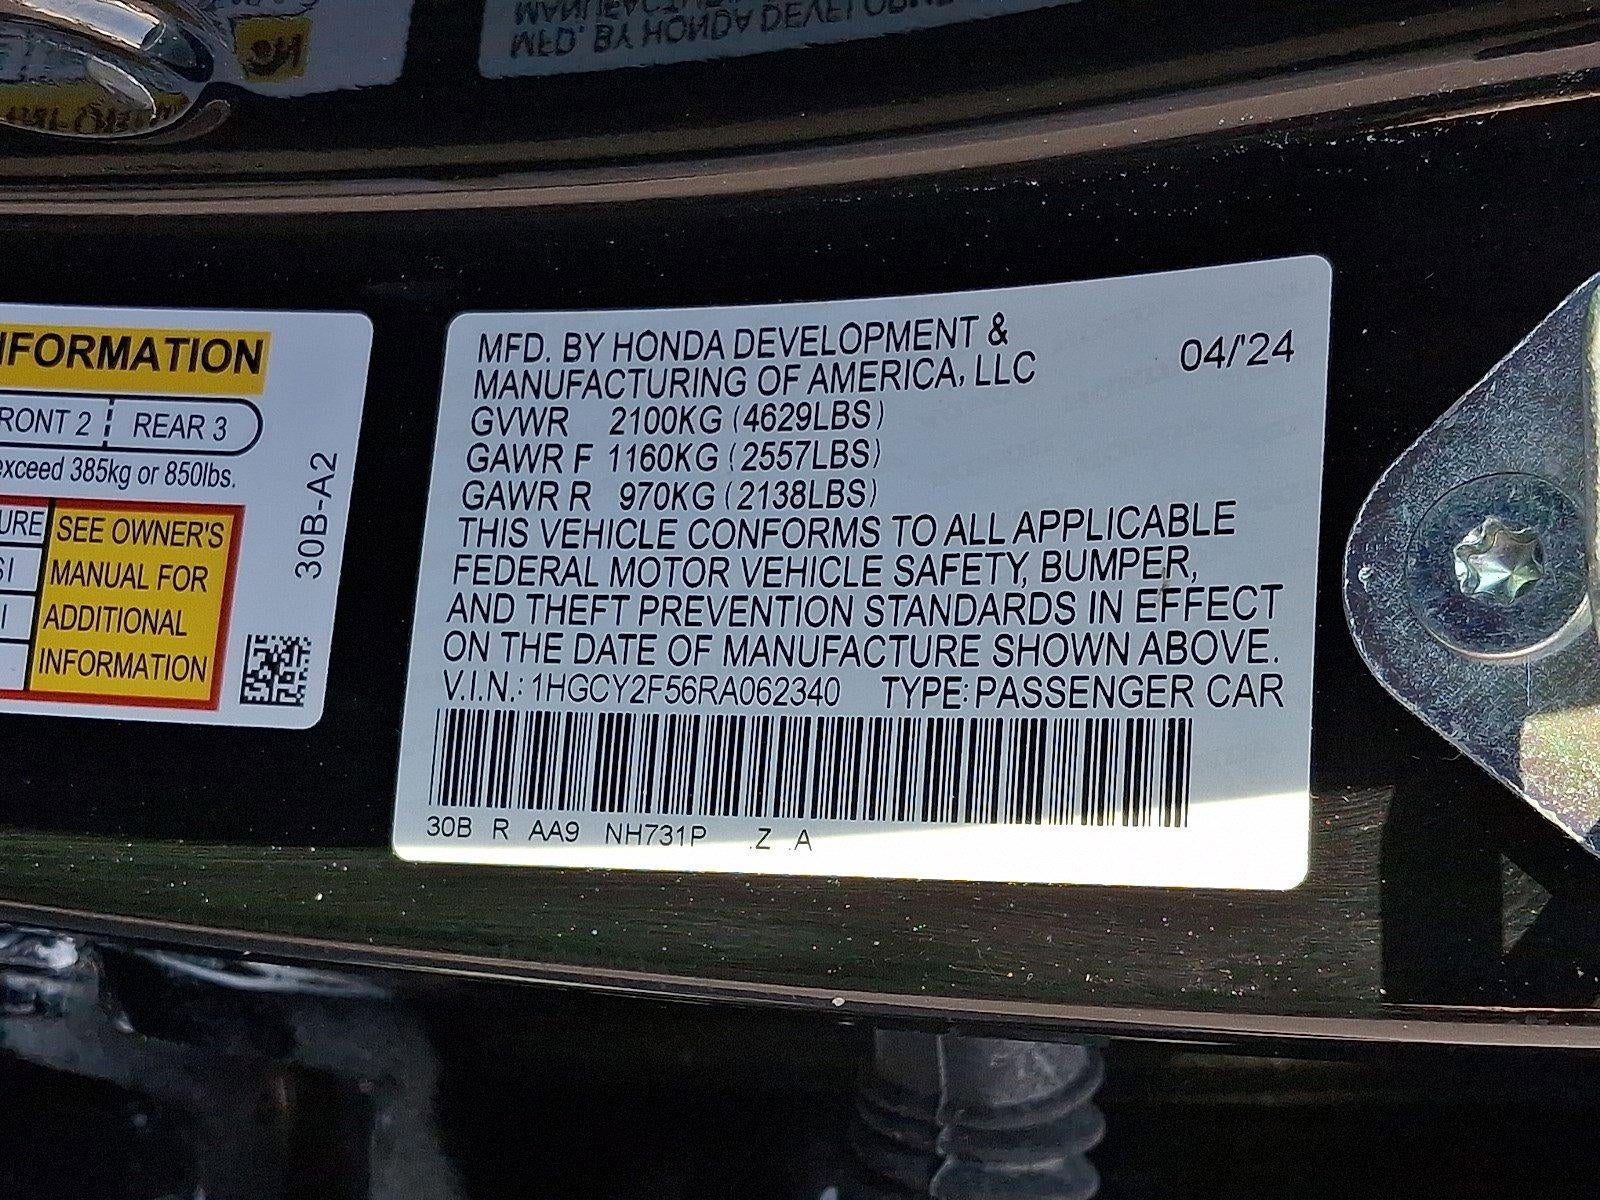 MFD. BY HONDA DEVELOPMENT &
MANUFACTURING OF AMERICA, LLC
04/'24
GVWR 2100KG (4629LBS)
GAWR F 1160KG (2557LBS)
GAWR R 970KG (2138LBS)
THIS VEHICLE CONFORMS TO ALL APPLICABLE
FEDERAL MOTOR VEHICLE SAFETY, BUMPER,
AND THEFT PREVENTION STANDARDS IN EFFECT
ON THE DATE OF MANUFACTURE SHOWN ABOVE.
V.I.N.: 1HGCY2F56RA062340 TYPE: PASSENGER CAR
30B R AA9 NH731P Z A
NFORMATION
RONT 2 REAR 3
exceed 385kg or 850lbs.
URE
SI
I
SEE OWNER'S
MANUAL FOR
ADDITIONAL
INFORMATION
30B-A2
MFD. BY HONDA